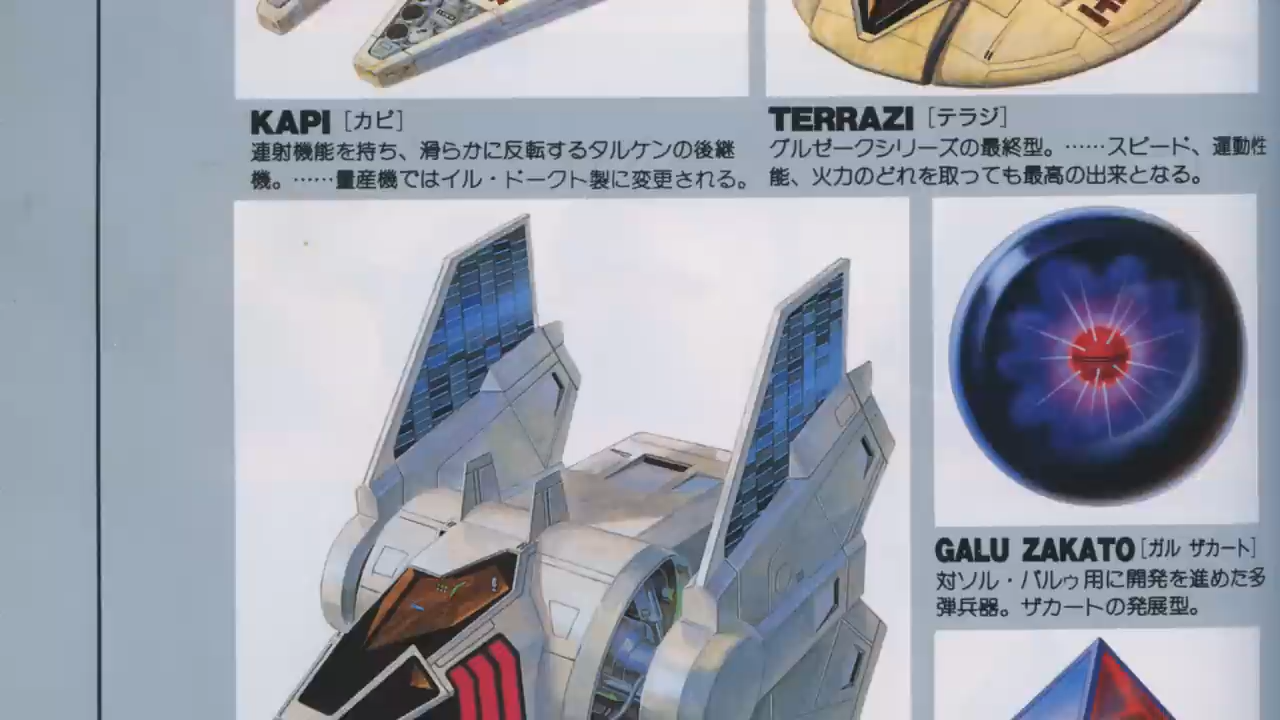 KAPI [カピ]
連射機能を持ち、滑らかに反転するタルケンの後継
機。……量産機ではイル・ドークト製に変更される。
TERRAZI [テラジ]
グルゼークシリーズの最終型。……スピード、運動性
能、火力のどれを取っても最高の出来となる。
GALU ZAKATO [ガル ザカート]
対ソル・バルゥ用に開発を進めた多
弾兵器。ザカートの発展型。